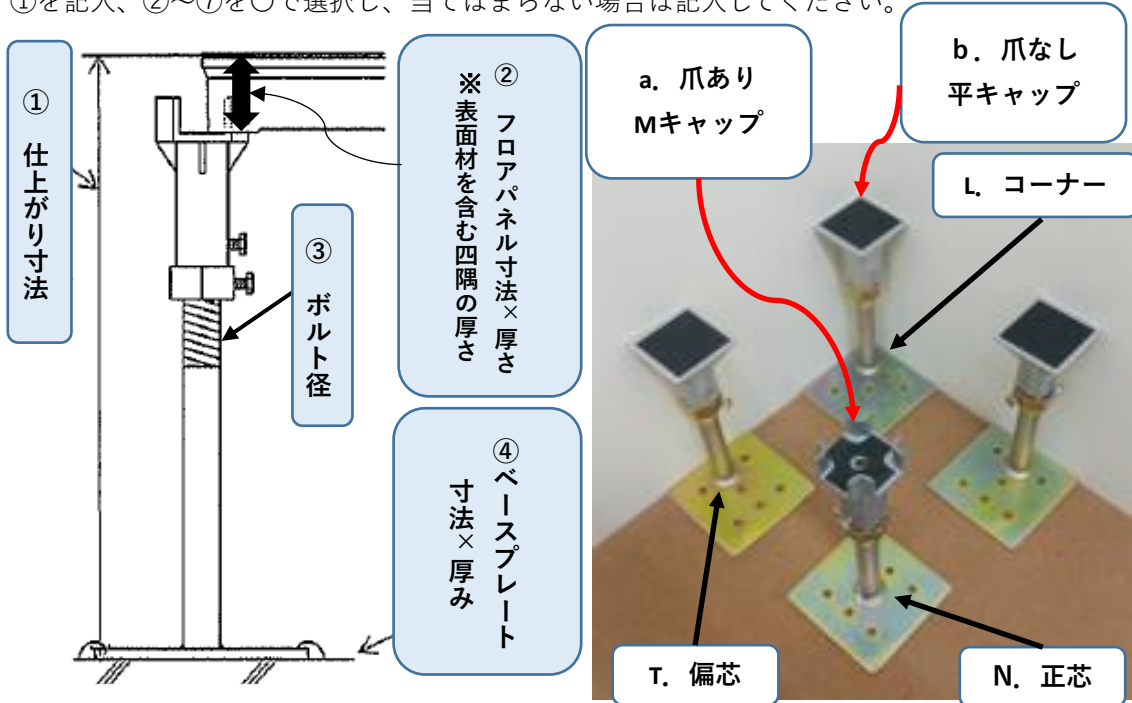 ①を記入、②～⑦を〇で選択し、当てはまらない場合は記入してください。
① 仕上がり寸法
② フロアパネル寸法×厚さ
※表面材を含む四隅の厚さ
③ ボルト径
④ベースプレート
寸法×厚み
a．爪あり
Mキャップ
b．爪なし
平キャップ
L．コーナー
T．偏芯
N．正芯